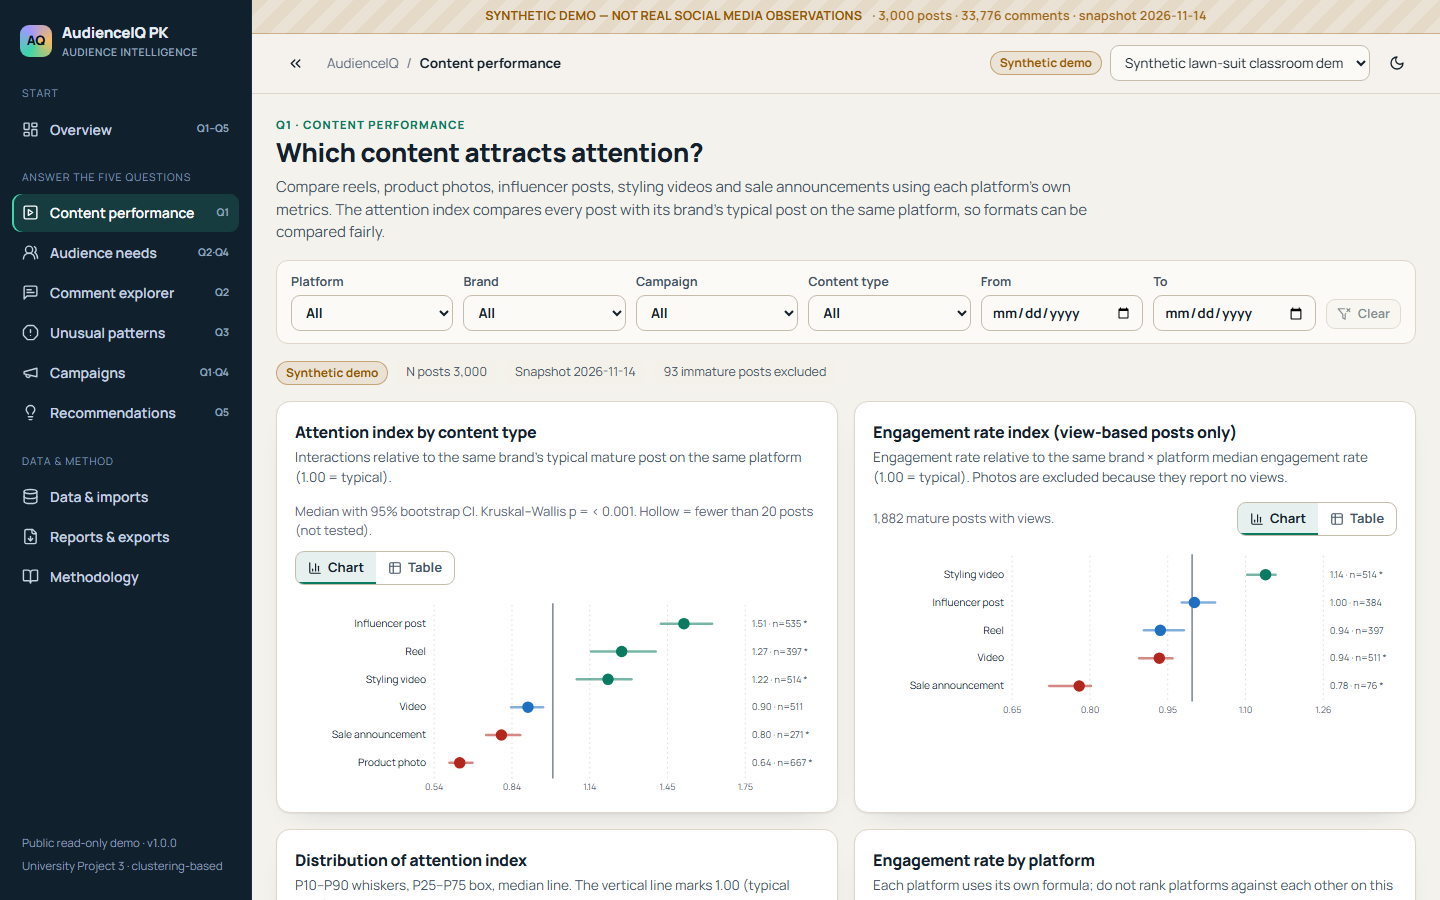 AQ
AudienceIQ PK
AUDIENCE INTELLIGENCE
START
Overview Q1–Q5
ANSWER THE FIVE QUESTIONS
Content performance Q1
Audience needs Q2·Q4
Comment explorer Q2
Unusual patterns Q3
Campaigns Q1·Q4
Recommendations Q5
DATA & METHOD
Data & imports
Reports & exports
Methodology
Public read-only demo · v1.0.0
University Project 3 · clustering-based
SYNTHETIC DEMO — NOT REAL SOCIAL MEDIA OBSERVATIONS · 3,000 posts · 33,776 comments · snapshot 2026-11-14
AudienceIQ / Content performance
Synthetic demo
Synthetic lawn-suit classroom dem
Q1 · CONTENT PERFORMANCE
Which content attracts attention?
Compare reels, product photos, influencer posts, styling videos and sale announcements using each platform's own
metrics. The attention index compares every post with its brand's typical post on the same platform, so formats can be
compared fairly.
Platform Brand Campaign Content type From To
All All All All mm/dd/yyyy mm/dd/yyyy Clear
Synthetic demo N posts 3,000 Snapshot 2026-11-14 93 immature posts excluded
Attention index by content type
Interactions relative to the same brand's typical mature post on the same platform
(1.00 = typical).
Median with 95% bootstrap CI. Kruskal–Wallis p = < 0.001. Hollow = fewer than 20 posts
(not tested).
Chart Table
Influencer post 1.51 · n=535 *
Reel 1.27 · n=397 *
Styling video 1.22 · n=514 *
Video 0.90 · n=511
Sale announcement 0.80 · n=271 *
Product photo 0.64 · n=667 *
0.54 0.84 1.14 1.45 1.75
Engagement rate index (view-based posts only)
Engagement rate relative to the same brand × platform median engagement rate
(1.00 = typical). Photos are excluded because they report no views.
1,882 mature posts with views.
Chart Table
Styling video 1.14 · n=514 *
Influencer post 1.00 · n=384
Reel 0.94 · n=397
Video 0.94 · n=511 *
Sale announcement 0.78 · n=76 *
0.65 0.80 0.95 1.10 1.26
Distribution of attention index
P10–P90 whiskers, P25–P75 box, median line. The vertical line marks 1.00 (typical
Engagement rate by platform
Each platform uses its own formula; do not rank platforms against each other on this